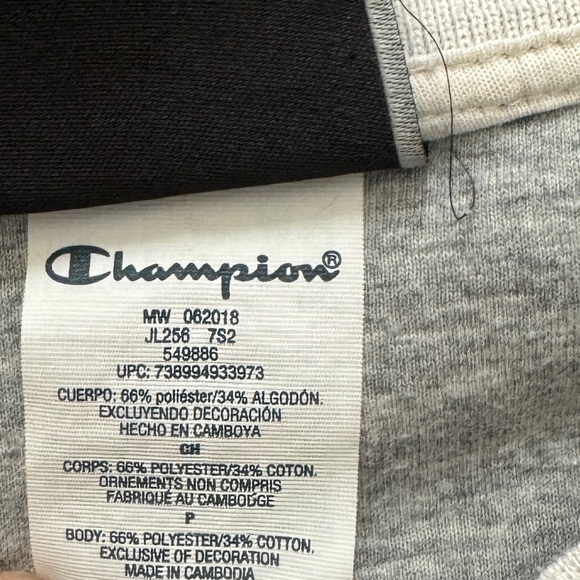 Champion®
MW 062018
JL256 7S2
549886
UPC: 738994933973
CUERPO: 66% poliéster/34% ALGODÓN.
EXCLUYENDO DECORACIÓN
HECHO EN CAMBOYA
CH
CORPS: 66% POLYESTER/34% COTON.
ORNEMENTS NON COMPRIS
FABRIQUÉ AU CAMBODGE
P
BODY: 66% POLYESTER/34% COTTON.
EXCLUSIVE OF DECORATION
MADE IN CAMBODIA